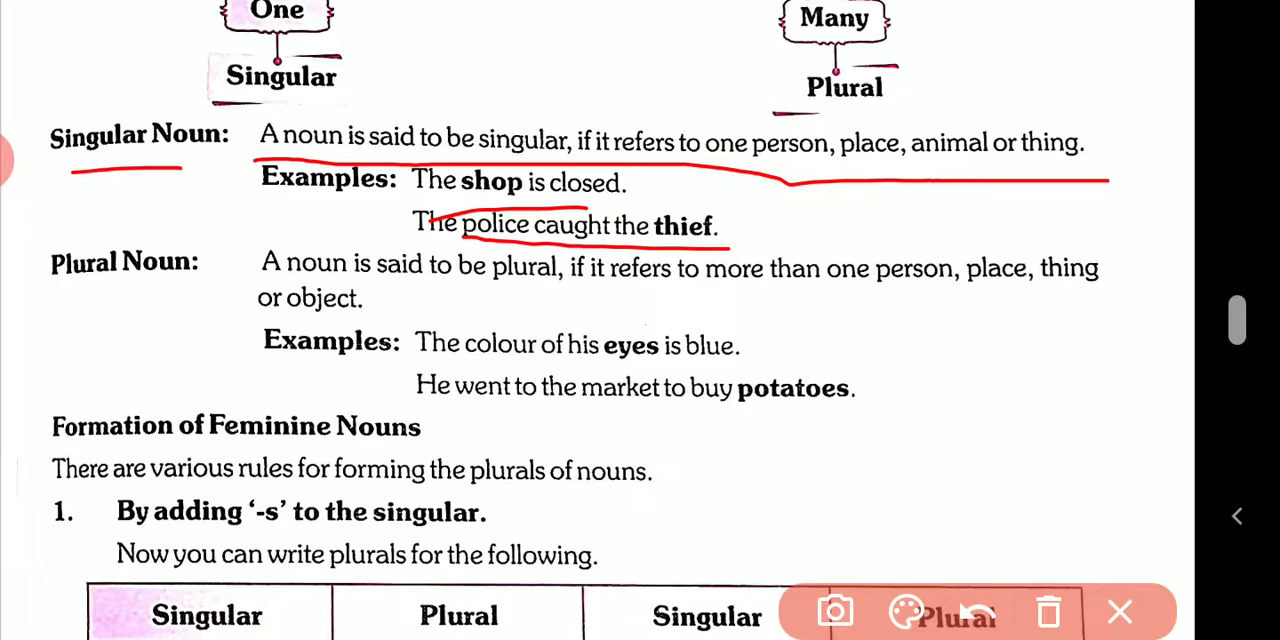 One
Many
Singular
Plural
Singular Noun: A noun is said to be singular, if it refers to one person, place, animal or thing.
Examples: The shop is closed.
The police caught the thief.
Plural Noun: A noun is said to be plural, if it refers to more than one person, place, thing
or object.
Examples: The colour of his eyes is blue.
He went to the market to buy potatoes.
Formation of Feminine Nouns
There are various rules for forming the plurals of nouns.
1. By adding ‘-s’ to the singular.
Now you can write plurals for the following.
Singular Plural Singular Plural